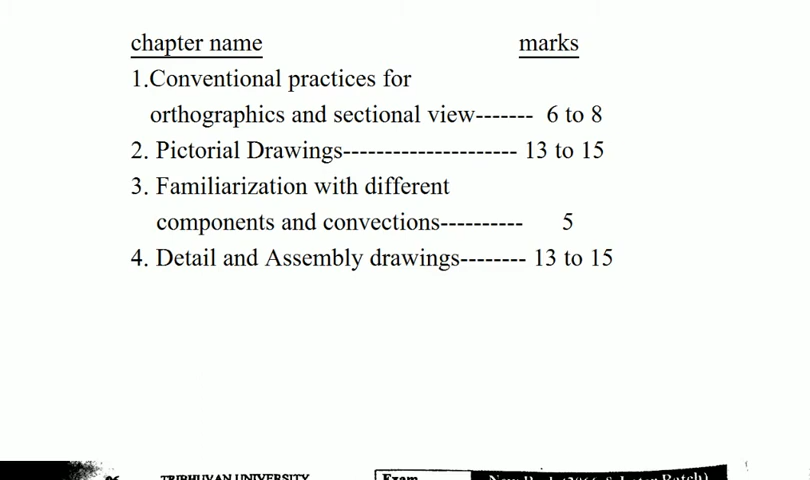 chapter name marks
1.Conventional practices for
orthographics and sectional view------- 6 to 8
2. Pictorial Drawings--------------------- 13 to 15
3. Familiarization with different
components and convections---------- 5
4. Detail and Assembly drawings-------- 13 to 15
TRIBHUVAN UNIVERSITY
Exam